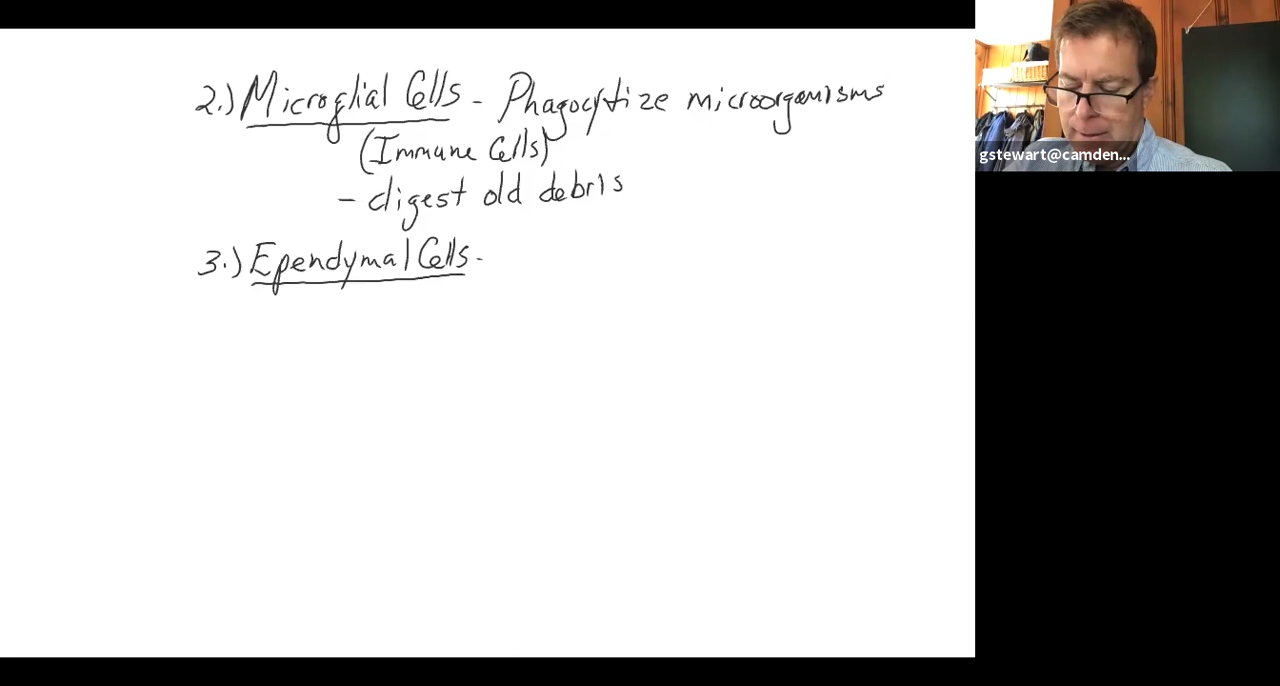 2.) Microglial Cells - Phagocytize microorganisms
(Immune Cells)
- digest old debris
3.) Ependymal Cells -
gstewart@camden...